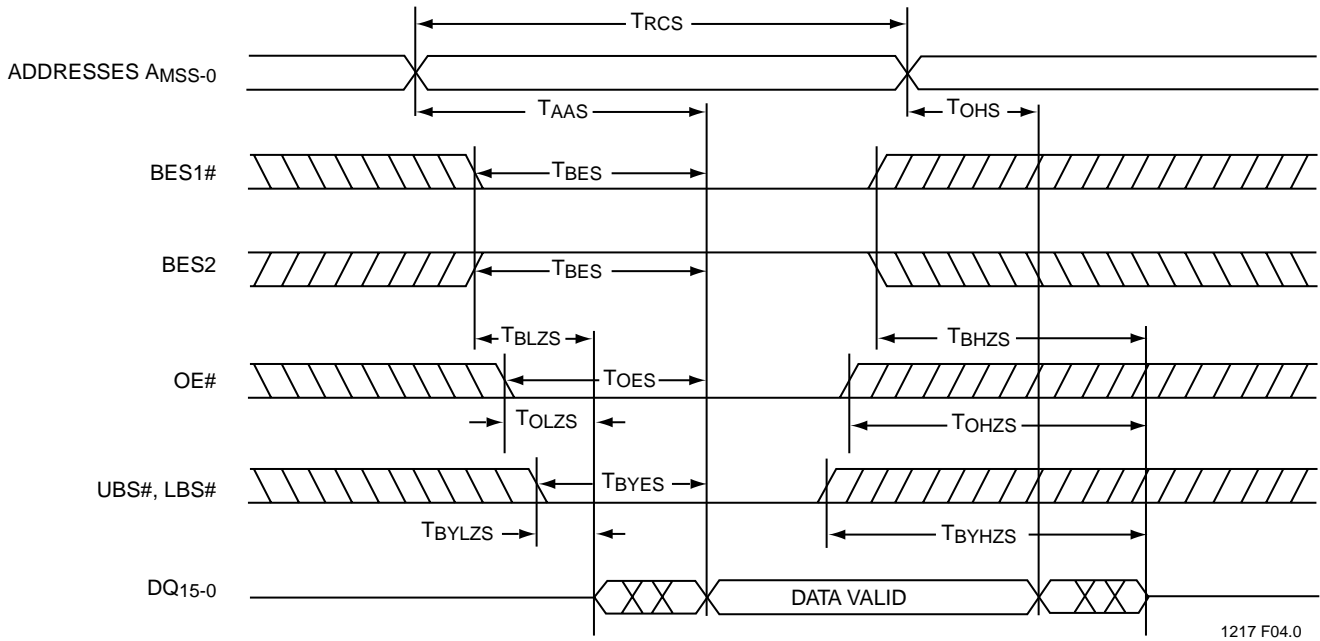 TRCS
ADDRESSES AMSS-0
TAAS
TOHS
BES1#
TBES
BES2
TBES
TBLZS
TBHZS
OE#
TOES
TOLZS
TOHZS
UBS#, LBS#
TBYES
TBYLZS
TBYHZS
DQ15-0
DATA VALID
1217 F04.0